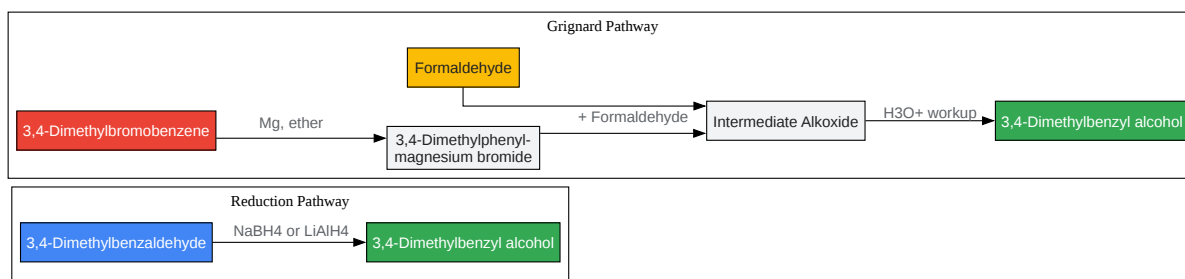 Grignard Pathway
Formaldehyde
3,4-Dimethylbromobenzene
Mg, ether
3,4-Dimethylphenyl-
magnesium bromide
+ Formaldehyde
Intermediate Alkoxide
H3O+ workup
3,4-Dimethylbenzyl alcohol
Reduction Pathway
3,4-Dimethylbenzaldehyde
NaBH4 or LiAlH4
3,4-Dimethylbenzyl alcohol